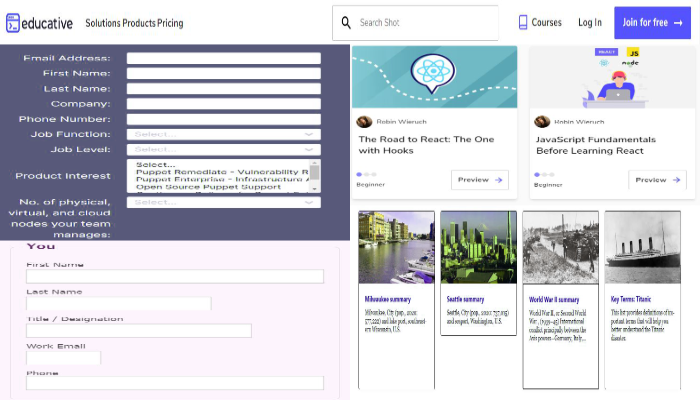 educative
Solutions Products Pricing
Search Shot
Courses
Log In
Join for free →
Email Address:
First Name:
Last Name:
Company:
Phone Number:
Job Function:
Select...
Job Level:
Select...
Product Interest
Select...
Puppet Remediate - Vulnerability R
Puppet Enterprise - Infrastructure A
Open Source Puppet Support
No. of physical,
virtual, and cloud
nodes your team
manages:
Select...
You
First Name
Last Name
Title / Designation
Work Email
Phone
Robin Wieruch
The Road to React: The One
with Hooks
Beginner
Preview →
REACT
JS
node
Robin Wieruch
JavaScript Fundamentals
Before Learning React
Beginner
Preview →
Milwaukee summary
Milwaukee, City (pop., 2020:
577,222) and lake port, southeast
ern Wisconsin, U.S.
Seattle summary
Seattle, City (pop., 2020: 737,015)
and seaport, Washington, U.S.
World War II summary
World War II, or Second World
War, (1939–45) International
conflict principally between the
Axis powers—Germany, Italy,...
Key Terms: Titanic
This list provides definitions of im-
portant terms that will help you
better understand the Titanic
disaster.